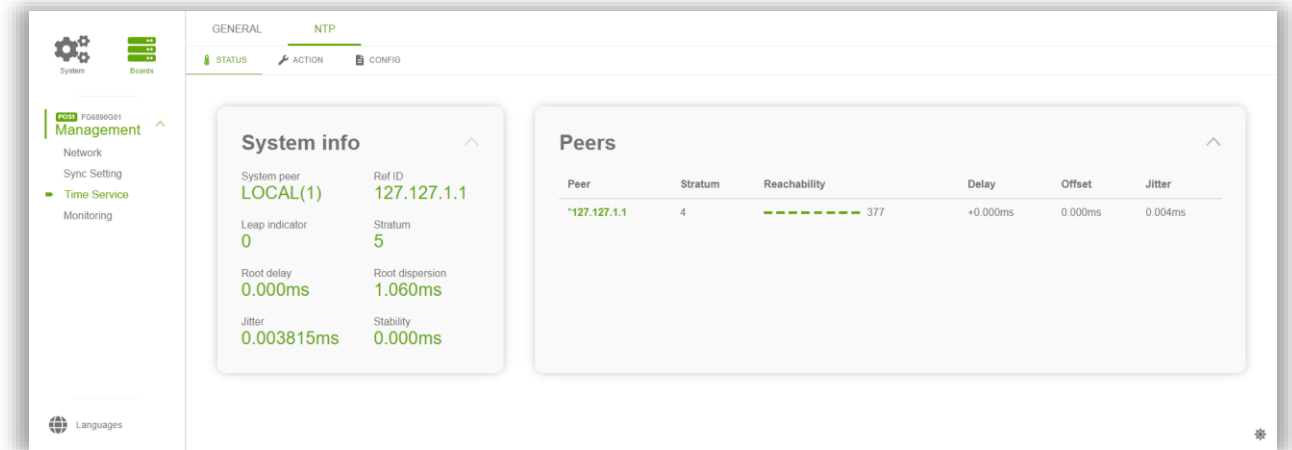 GENERAL NTP
STATUS ACTION CONFIG
System Boards
POS1 FG6890G01
Management
Network
Sync Setting
Time Service
Monitoring
Languages
System info
System peer Ref ID
LOCAL(1) 127.127.1.1
Leap indicator Stratum
0 5
Root delay Root dispersion
0.000ms 1.060ms
Jitter Stability
0.003815ms 0.000ms
Peers
Peer Stratum Reachability Delay Offset Jitter
*127.127.1.1 4 377 +0.000ms 0.000ms 0.004ms